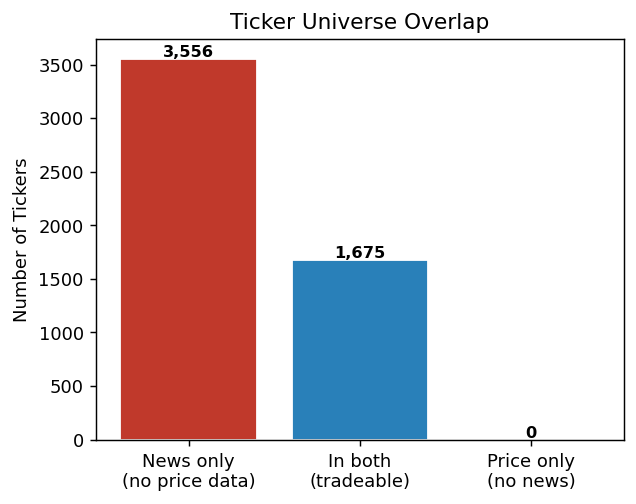 Ticker Universe Overlap
Number of Tickers
3500
3000
2500
2000
1500
1000
500
0
3,556
1,675
0
News only
(no price data)
In both
(tradeable)
Price only
(no news)